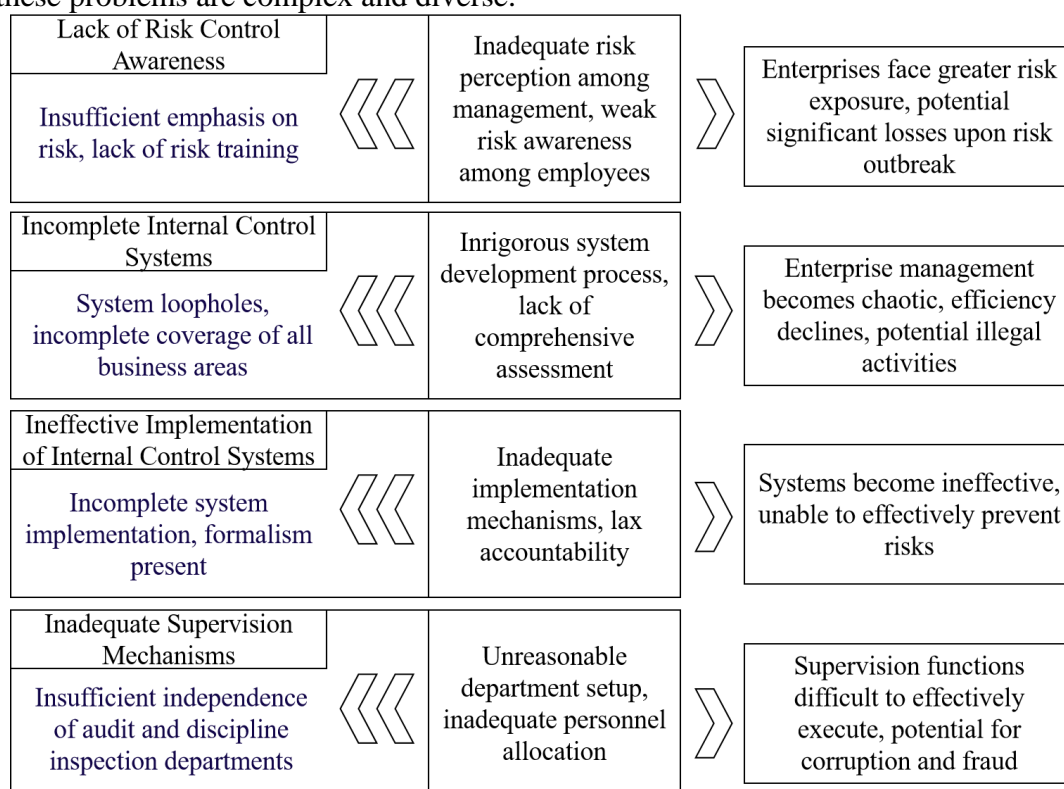 these problems are complex and diverse.
Lack of Risk Control
Awareness
Insufficient emphasis on
risk, lack of risk training
Inadequate risk
perception among
management, weak
risk awareness
among employees
Enterprises face greater risk
exposure, potential
significant losses upon risk
outbreak
Incomplete Internal Control
Systems
System loopholes,
incomplete coverage of all
business areas
Inrigorous system
development process,
lack of
comprehensive
assessment
Enterprise management
becomes chaotic, efficiency
declines, potential illegal
activities
Ineffective Implementation
of Internal Control Systems
Incomplete system
implementation, formalism
present
Inadequate
implementation
mechanisms, lax
accountability
Systems become ineffective,
unable to effectively prevent
risks
Inadequate Supervision
Mechanisms
Insufficient independence
of audit and discipline
inspection departments
Unreasonable
department setup,
inadequate personnel
allocation
Supervision functions
difficult to effectively
execute, potential for
corruption and fraud